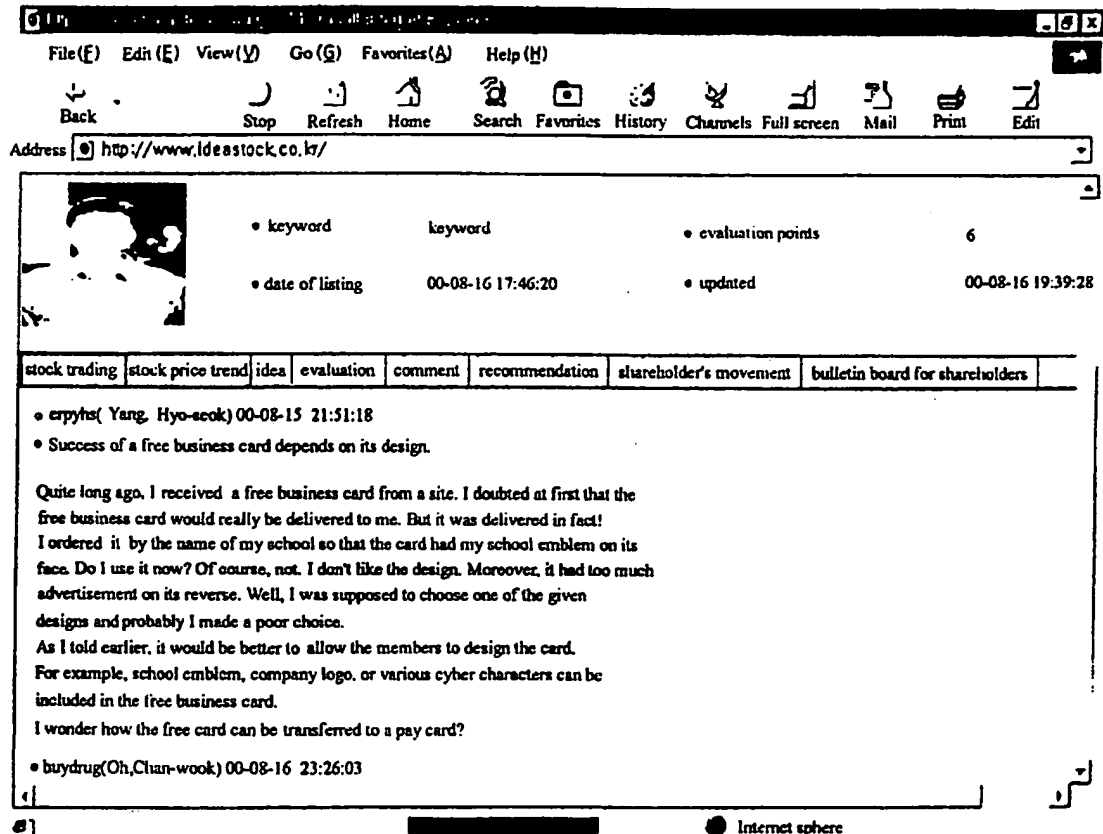 File(F) Edit (E) View(V) Go(G) Favorites(A) Help (H)
Back Stop Refresh Home Search Favorites History Channels Full screen Mail Print Edit
Address http://www.ideastock.co.kr/
• keyword keyword • evaluation points 6
• date of listing 00-08-16 17:46:20 • updated 00-08-16 19:39:28
stock trading stock price trend idea evaluation comment recommendation shareholder's movement bulletin board for shareholders
• erpyhs( Yang, Hyo-seok) 00-08-15 21:51:18
• Success of a free business card depends on its design.
Quite long ago, I received a free business card from a site. I doubted at first that the
free business card would really be delivered to me. But it was delivered in fact!
I ordered it by the name of my school so that the card had my school emblem on its
face. Do I use it now? Of course, not. I don't like the design. Moreover, it had too much
advertisement on its reverse. Well, I was supposed to choose one of the given
designs and probably I made a poor choice.
As I told earlier, it would be better to allow the members to design the card.
For example, school emblem, company logo, or various cyber characters can be
included in the free business card.
I wonder how the free card can be transferred to a pay card?
• buydrug(Oh,Chan-wook) 00-08-16 23:26:03
Internet sphere